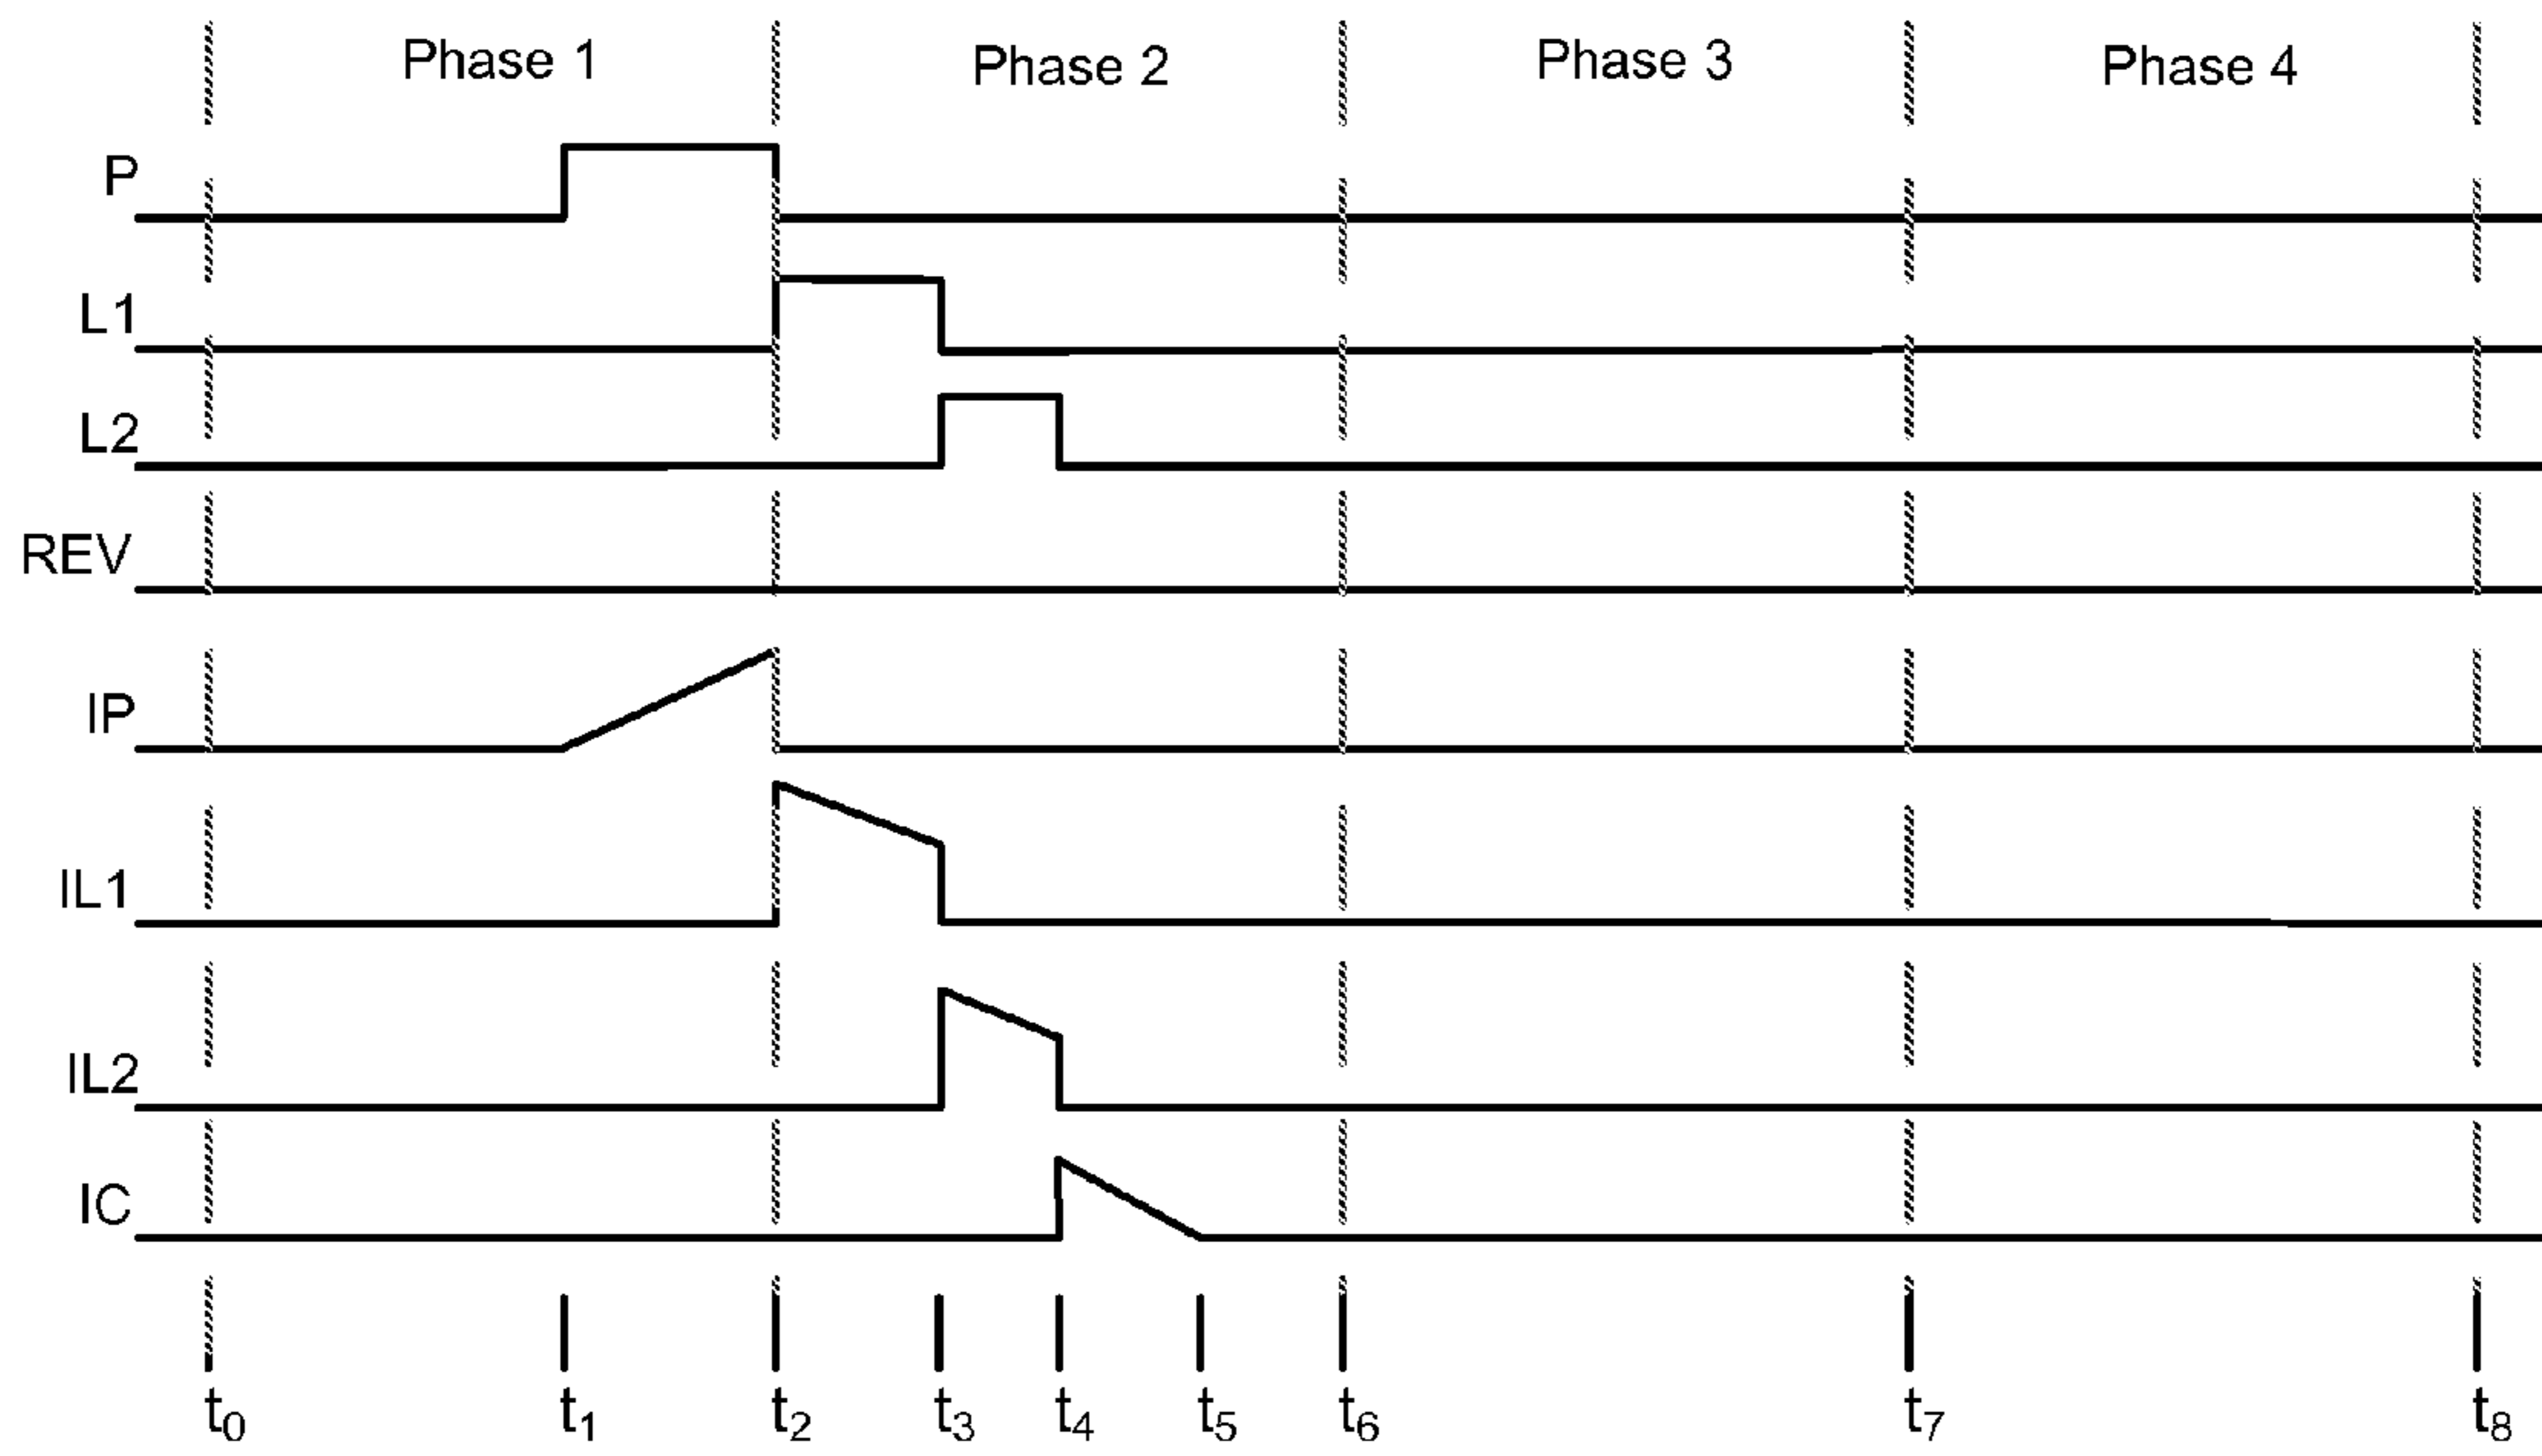 Phase 1 Phase 2 Phase 3 Phase 4
P
L1
L2
REV
IP
IL1
IL2
IC
t0 t1 t2 t3 t4 t5 t6 t7 t8